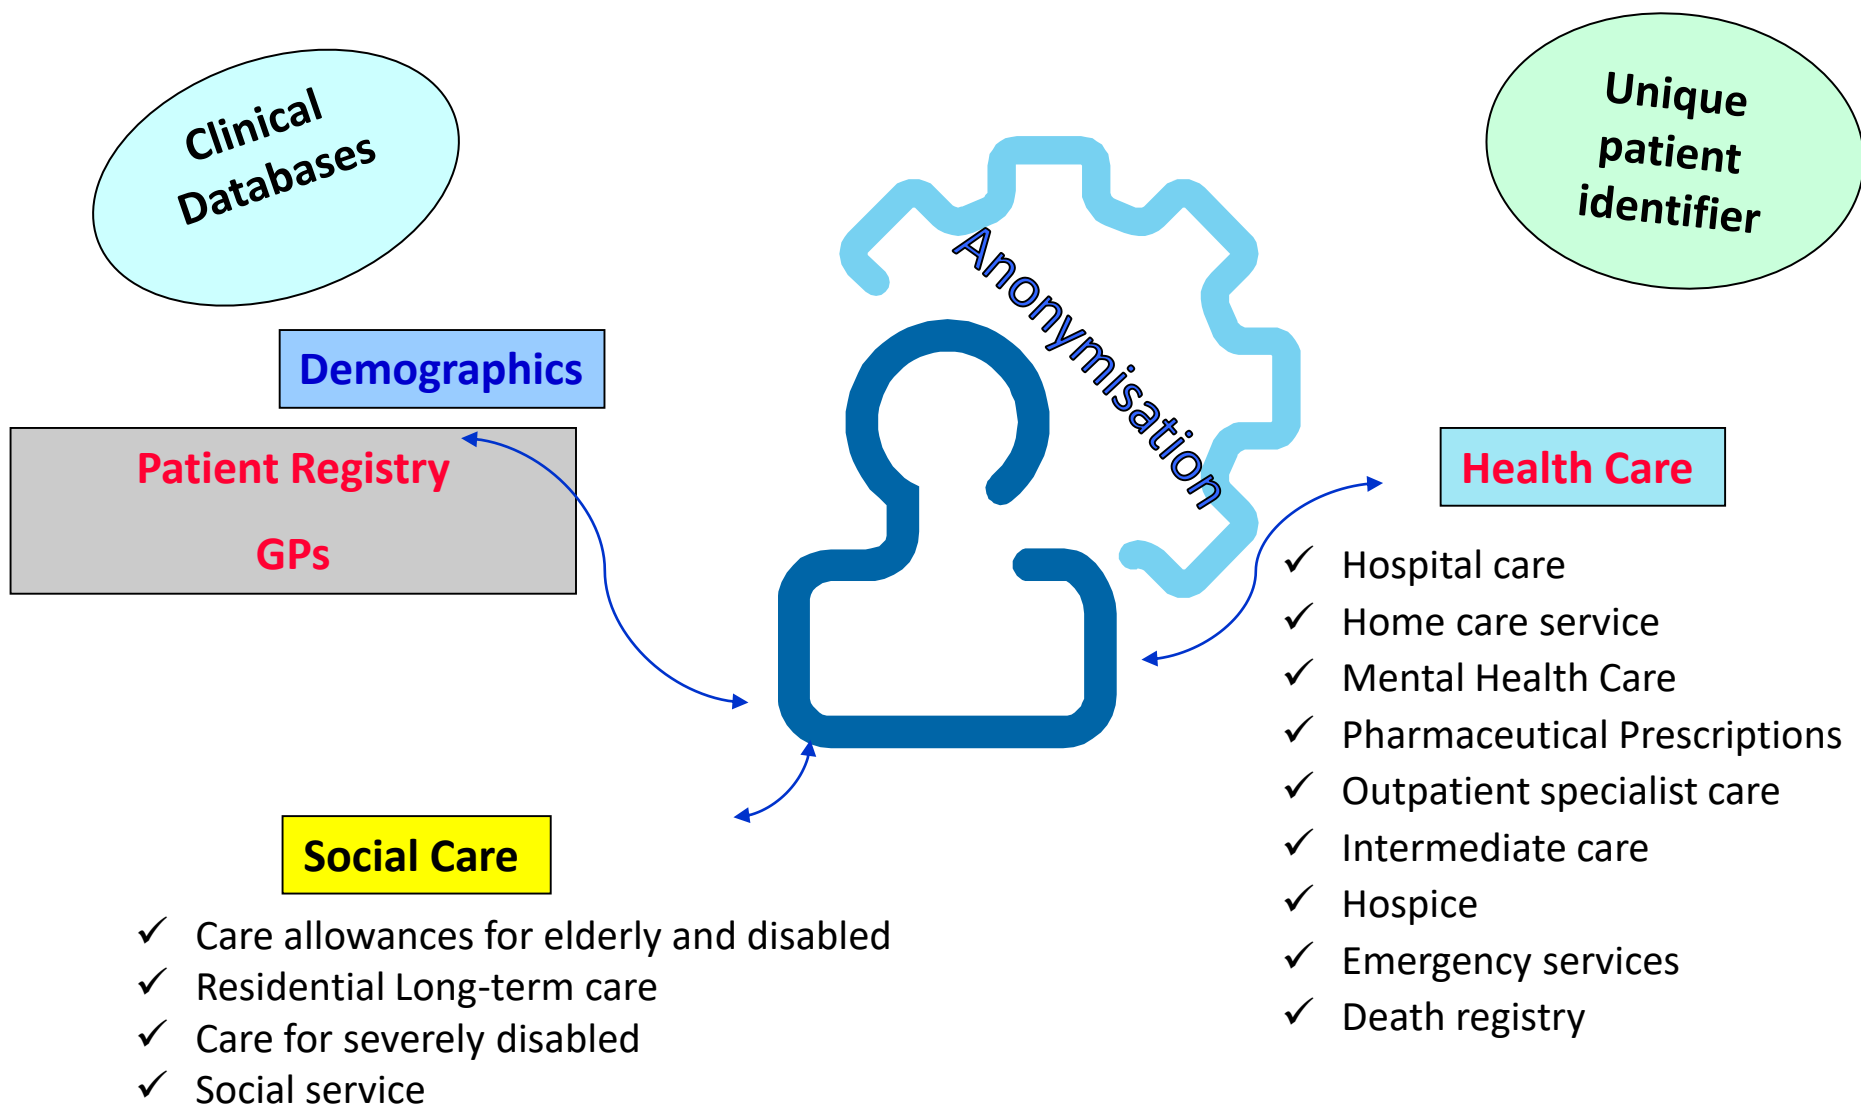 Clinical
Databases
Unique
patient
identifier
Anonymisation
Demographics
Patient Registry
GPs
Health Care
✓ Hospital care
✓ Home care service
✓ Mental Health Care
✓ Pharmaceutical Prescriptions
✓ Outpatient specialist care
✓ Intermediate care
✓ Hospice
✓ Emergency services
✓ Death registry
Social Care
✓ Care allowances for elderly and disabled
✓ Residential Long-term care
✓ Care for severely disabled
✓ Social service